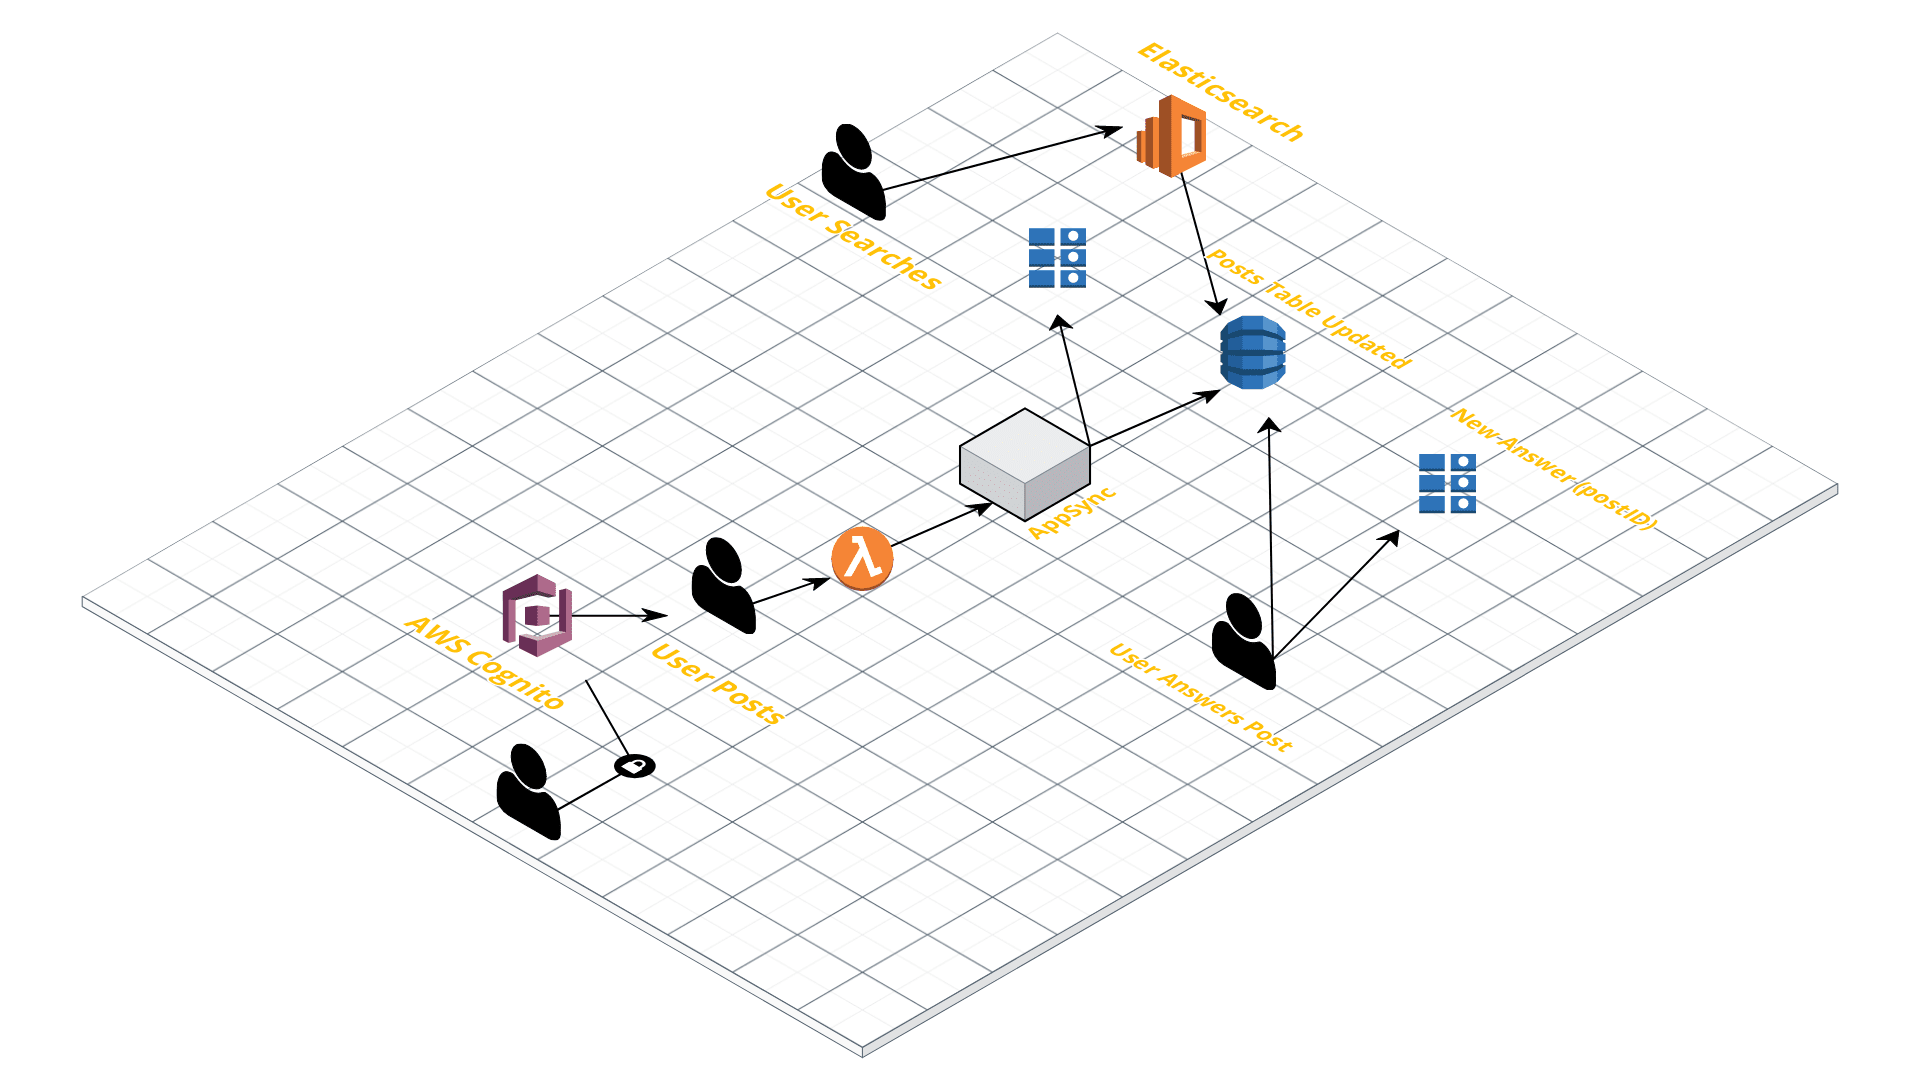 Elasticsearch
User Searches
Posts Table Updated
New-Answer (postID)
AppSync
AWS Cognito
User Posts
User Answers Post